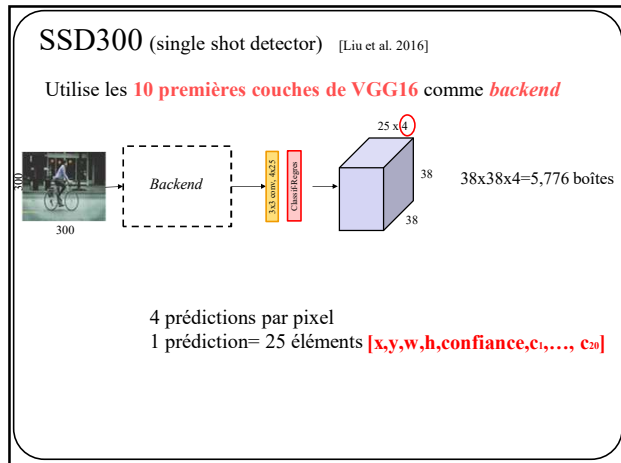 SSD300 (single shot detector) [Liu et al. 2016]
Utilise les 10 premières couches de VGG16 comme backend
25 x 4
300
Backend
3x3 conv, 4x25
Classif-Regres
38
38x38x4=5,776 boîtes
38
300
4 prédictions par pixel
1 prédiction= 25 éléments [x,y,w,h,confiance,c₁,…, c₂₀]